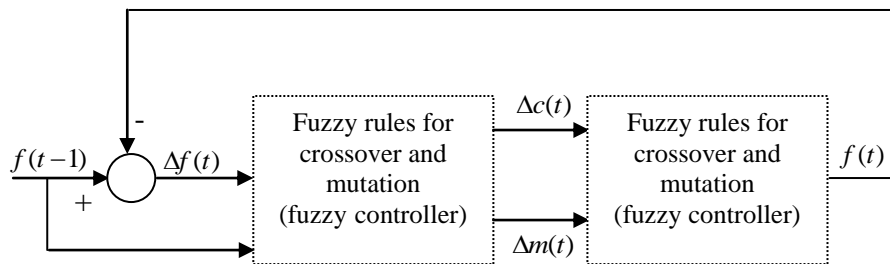 -
f(t−1)
+
Δf(t)
Fuzzy rules for
crossover and
mutation
(fuzzy controller)
Δc(t)
Δm(t)
Fuzzy rules for
crossover and
mutation
(fuzzy controller)
f(t)